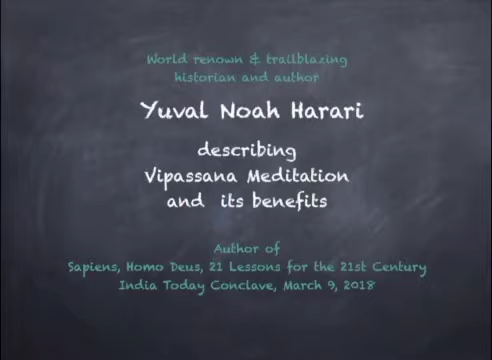 World renown & trailblazing
historian and author
Yuval Noah Harari
describing
Vipassana Meditation
and its benefits
Author of
Sapiens, Homo Deus, 21 Lessons for the 21st Century
India Today Conclave, March 9, 2018